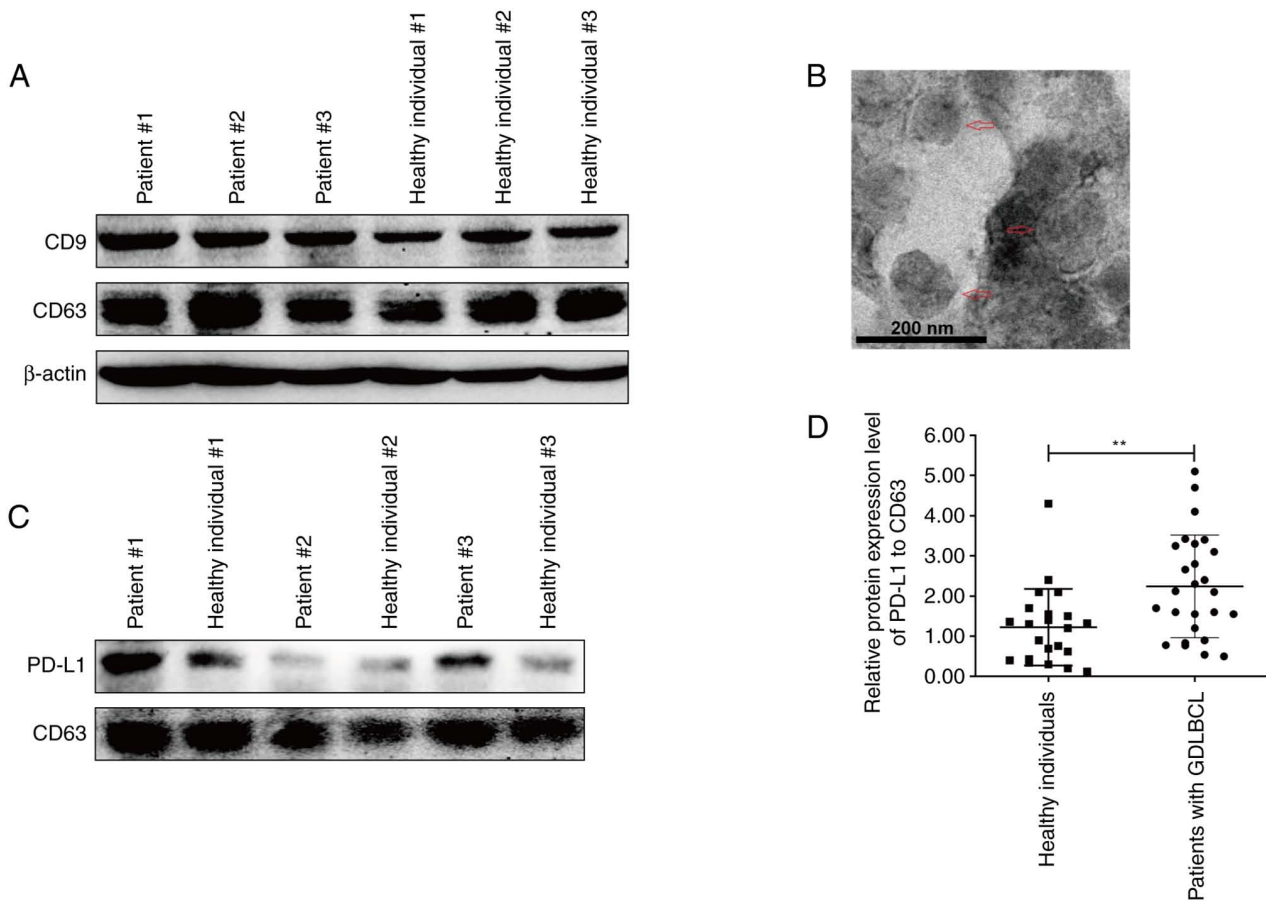 A
Patient #1
Patient #2
Patient #3
Healthy individual #1
Healthy individual #2
Healthy individual #3
CD9
CD63
β-actin
B
200 nm
C
Patient #1
Healthy individual #1
Patient #2
Healthy individual #2
Patient #3
Healthy individual #3
PD-L1
CD63
D
Relative protein expression level
of PD-L1 to CD63
6.00
5.00
4.00
3.00
2.00
1.00
0.00
**
Healthy individuals
Patients with GDLBCL